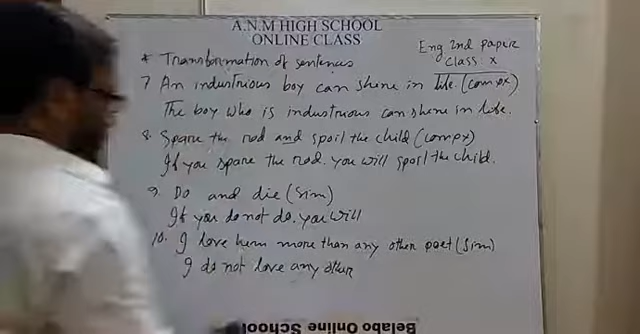 A.N.M HIGH SCHOOL
ONLINE CLASS
Eng 2nd paper
Class: X
* Transformation of sentences
7 An industrious boy can shine in life. (compx)
The boy who is industrious can shine in life.
8. Spare the rod and spoil the child (compx)
If you spare the rod, you will spoil the child.
9. Do and die (Sim)
If you do not do, you will
10. I love him more than any other poet (Sim)
I do not love any other
Belabo Online School